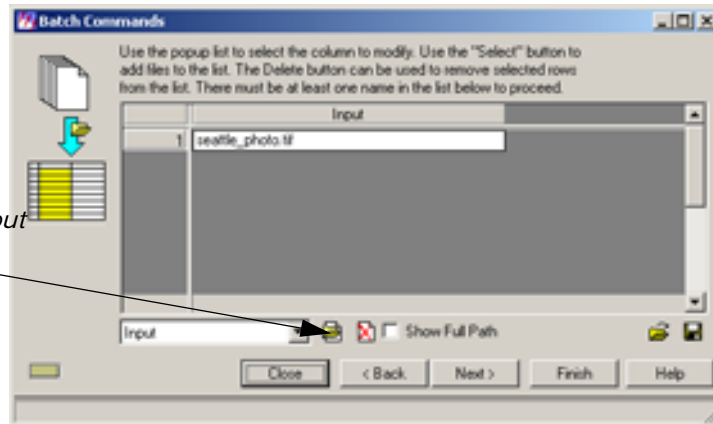 Batch Commands
Use the popup list to select the column to modify. Use the "Select" button to
add files to the list. The Delete button can be used to remove selected rows
from the list. There must be at least one name in the list below to proceed.
Input
1 seattle_photo.tif
Input Show Full Path
Close < Back Next > Finish Help